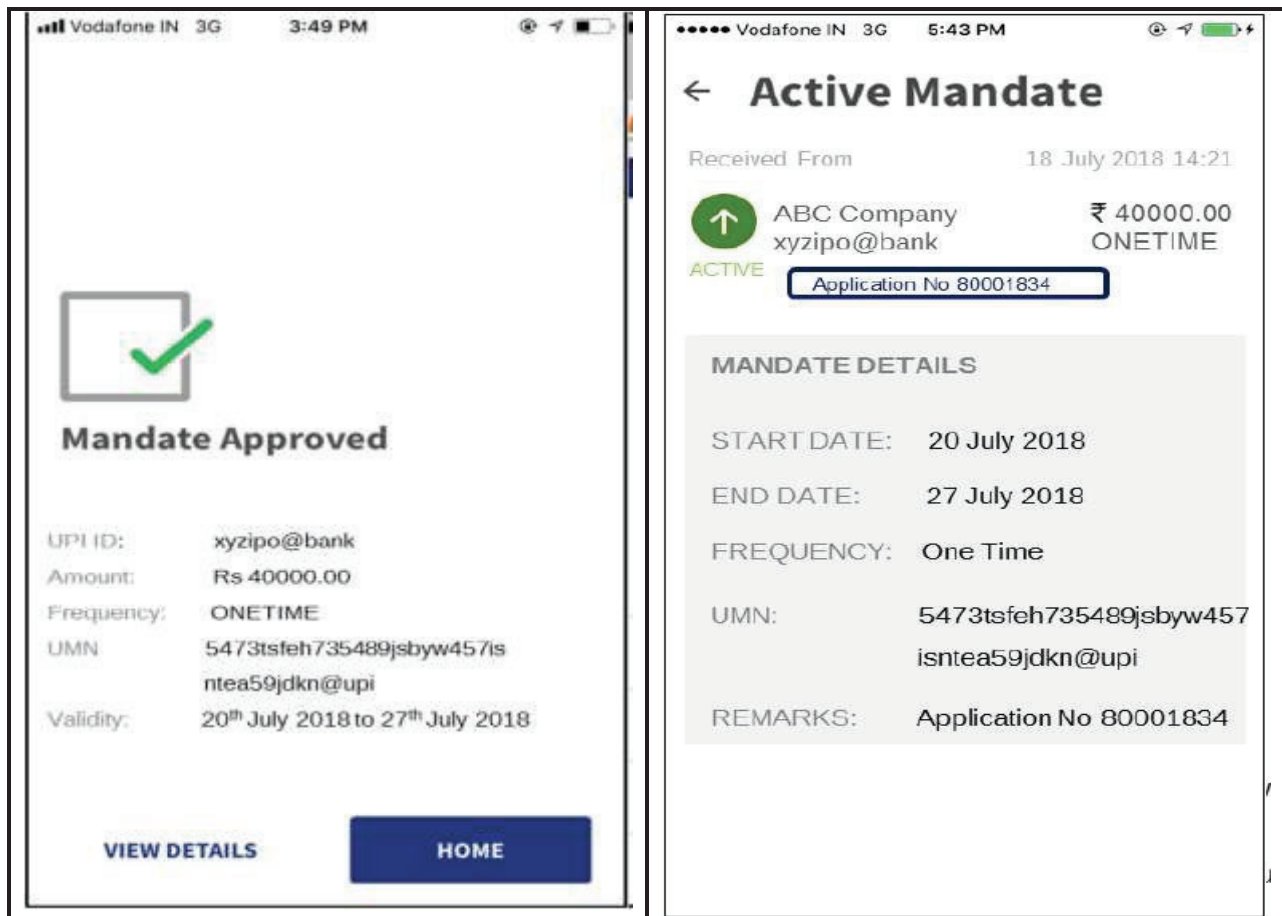 Vodafone IN 3G 3:49 PM
Mandate Approved
UPI ID: xyzipo@bank
Amount: Rs 40000.00
Frequency: ONETIME
UMN 5473tsfeh735489jsbyw457is
ntea59jdkn@upi
Validity: 20th July 2018 to 27th July 2018
VIEW DETAILS HOME
Vodafone IN 3G 5:43 PM
← Active Mandate
Received From 18 July 2018 14:21
ABC Company ₹ 40000.00
xyzipo@bank ONETIME
ACTIVE
Application No 80001834
MANDATE DETAILS
START DATE: 20 July 2018
END DATE: 27 July 2018
FREQUENCY: One Time
UMN: 5473tsfeh735489jsbyw457
isntea59jdkn@upi
REMARKS: Application No 80001834